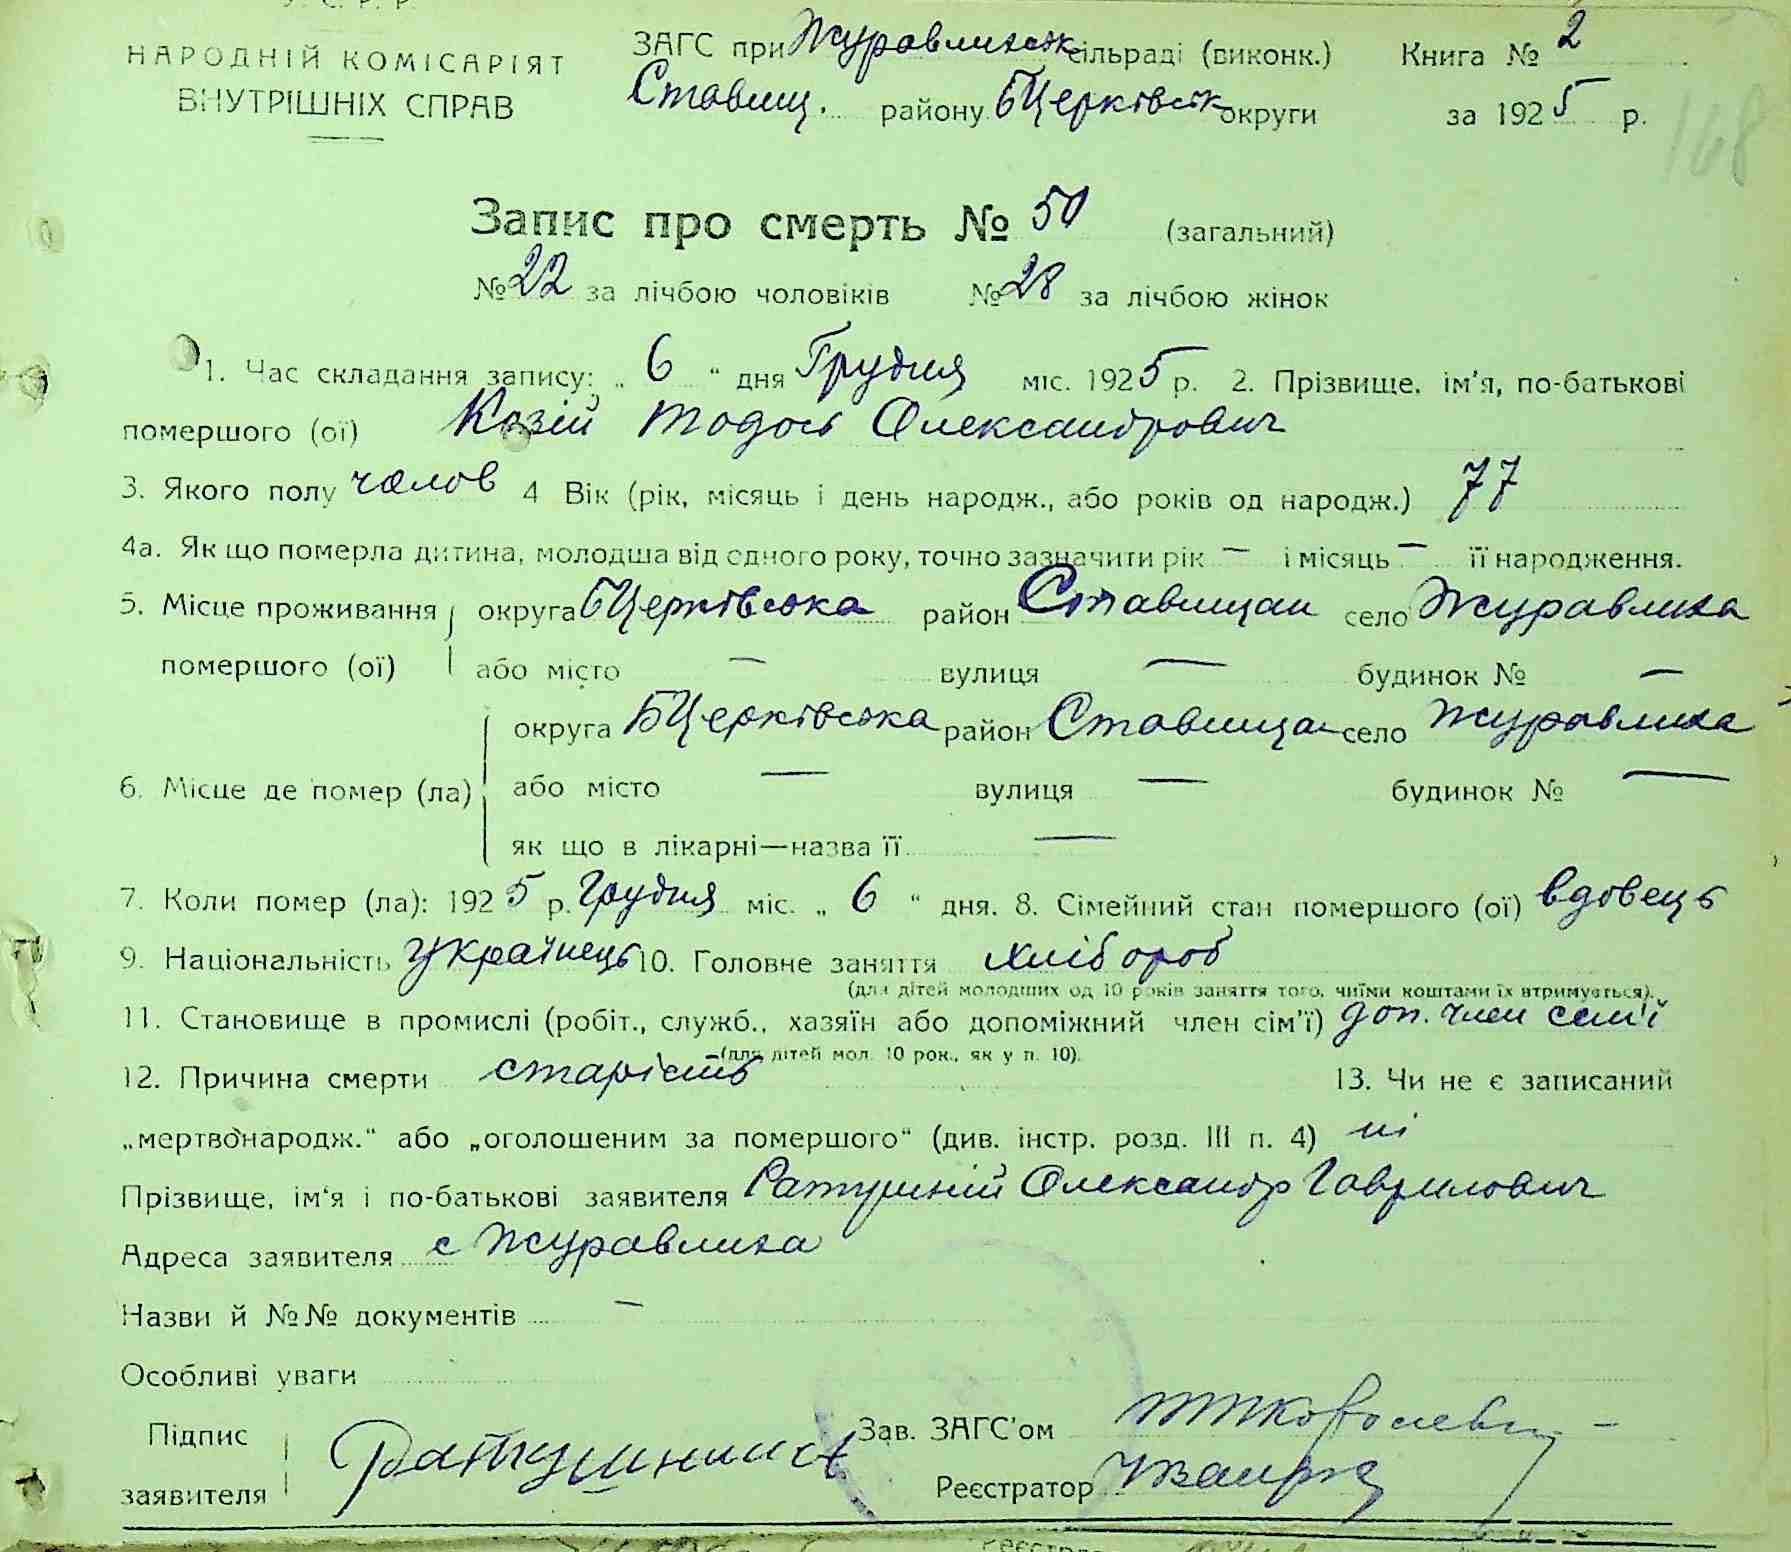 У. С. Р. Р.
НАРОДНІЙ КОМІСАРІЯТ
ВНУТРІШНІХ СПРАВ
ЗАГС при Журавлихськ сільраді (виконк.) Книга № 2
Ставищ. району БЦерківськ округи за 1925 р.
168
Запис про смерть № 50 (загальний)
№ 22 за лічбою чоловіків № 28 за лічбою жінок
1. Час складання запису: „ 6 “ дня Грудня міс. 1925 р. 2. Прізвище, ім'я, по-батькові
помершого (ої) Козій Тодось Олександрович
3. Якого полу чолов 4 Вік (рік, місяць і день народж., або років од народж.) 77
4а. Як що померла дитина, молодша від одного року, точно зазначити рік — і місяць — її народження.
5. Місце проживання округа БЦерківська район Ставищан село Журавлиха
помершого (ої) або місто — вулиця — будинок № —
округа БЦерківська район Ставищан село Журавлиха
6. Місце де помер (ла) або місто — вулиця — будинок № —
як що в лікарні—назва її —
7. Коли помер (ла): 1925 р. Грудня міс. „ 6 “ дня. 8. Сімейний стан помершого (ої) вдовець
9. Національність Українець 10. Головне заняття хлібороб
(для дітей молодших од 10 років заняття того, чиїми коштами їх втримується).
11. Становище в промислі (робіт., служб., хазяїн або допоміжний член сім'ї) доп. член сем'ї
(для дітей мол. 10 рок., як у п. 10).
12. Причина смерти старість 13. Чи не є записаний
„мертвонародж.“ або „оголошеним за помершого“ (див. інстр. розд. III п. 4) ні
Прізвище, ім'я і по-батькові заявителя Ратушній Олександр Гаврилович
Адреса заявителя с Журавлиха
Назви й №№ документів —
Особливі уваги
Підпис Зав. ЗАГС'ом
заявителя Реєстратор